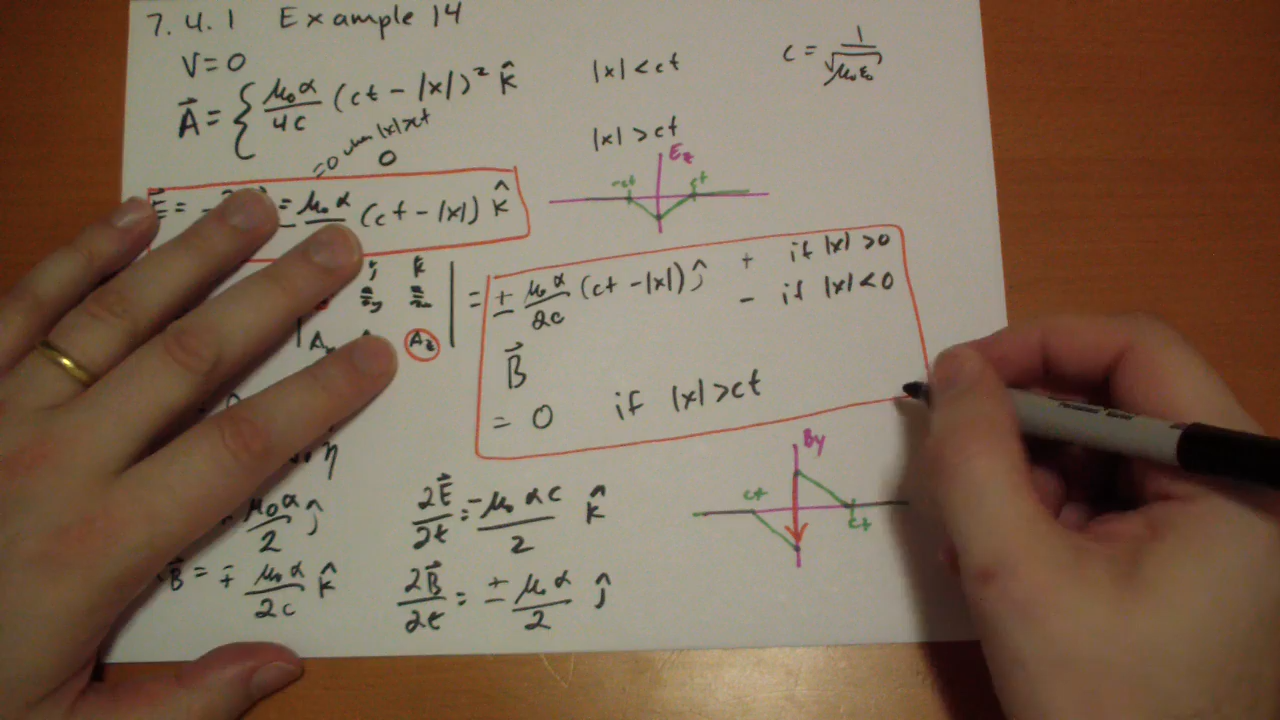 7.4.1 Example 14
V=0
c = 1/√(μ₀ε₀)
A⃗ = { μ₀α/4c (ct - |x|)² k̂    |x| < ct
0    |x| > ct
=0 when |x|>ct
E⃗ = - = μ₀α (ct - |x|) k̂
E_z
-ct ct
ĵ k̂
A_z
= ± μ₀α/2c (ct - |x|) ĵ    + if |x| > 0
- if |x| < 0
B⃗
= 0 if |x| > ct
By
ct ct
μ₀α/2 ĵ    ∂E⃗/∂t = -μ₀αc/2 k̂
B⃗ = ∓ μ₀α/2c k̂    ∂B⃗/∂t = ± μ₀α/2 ĵ